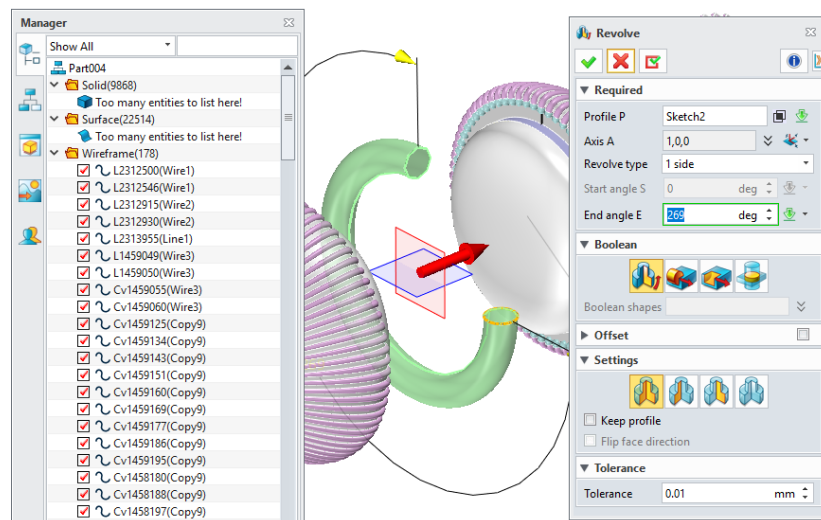 Manager
Show All
Part004
Solid(9868)
Too many entities to list here!
Surface(22514)
Too many entities to list here!
Wireframe(178)
L2312500(Wire1)
L2312546(Wire1)
L2312915(Wire2)
L2312930(Wire2)
L2313955(Line1)
L1459049(Wire3)
L1459050(Wire3)
Cv1459055(Wire3)
Cv1459060(Wire3)
Cv1459125(Copy9)
Cv1459134(Copy9)
Cv1459143(Copy9)
Cv1459151(Copy9)
Cv1459160(Copy9)
Cv1459169(Copy9)
Cv1459177(Copy9)
Cv1459186(Copy9)
Cv1459195(Copy9)
Cv1458180(Copy9)
Cv1458188(Copy9)
Cv1458197(Copy9)
Revolve
Required
Profile P Sketch2
Axis A 1,0,0
Revolve type 1 side
Start angle S 0 deg
End angle E 269 deg
Boolean
Boolean shapes
Offset
Settings
Keep profile
Flip face direction
Tolerance
Tolerance 0.01 mm